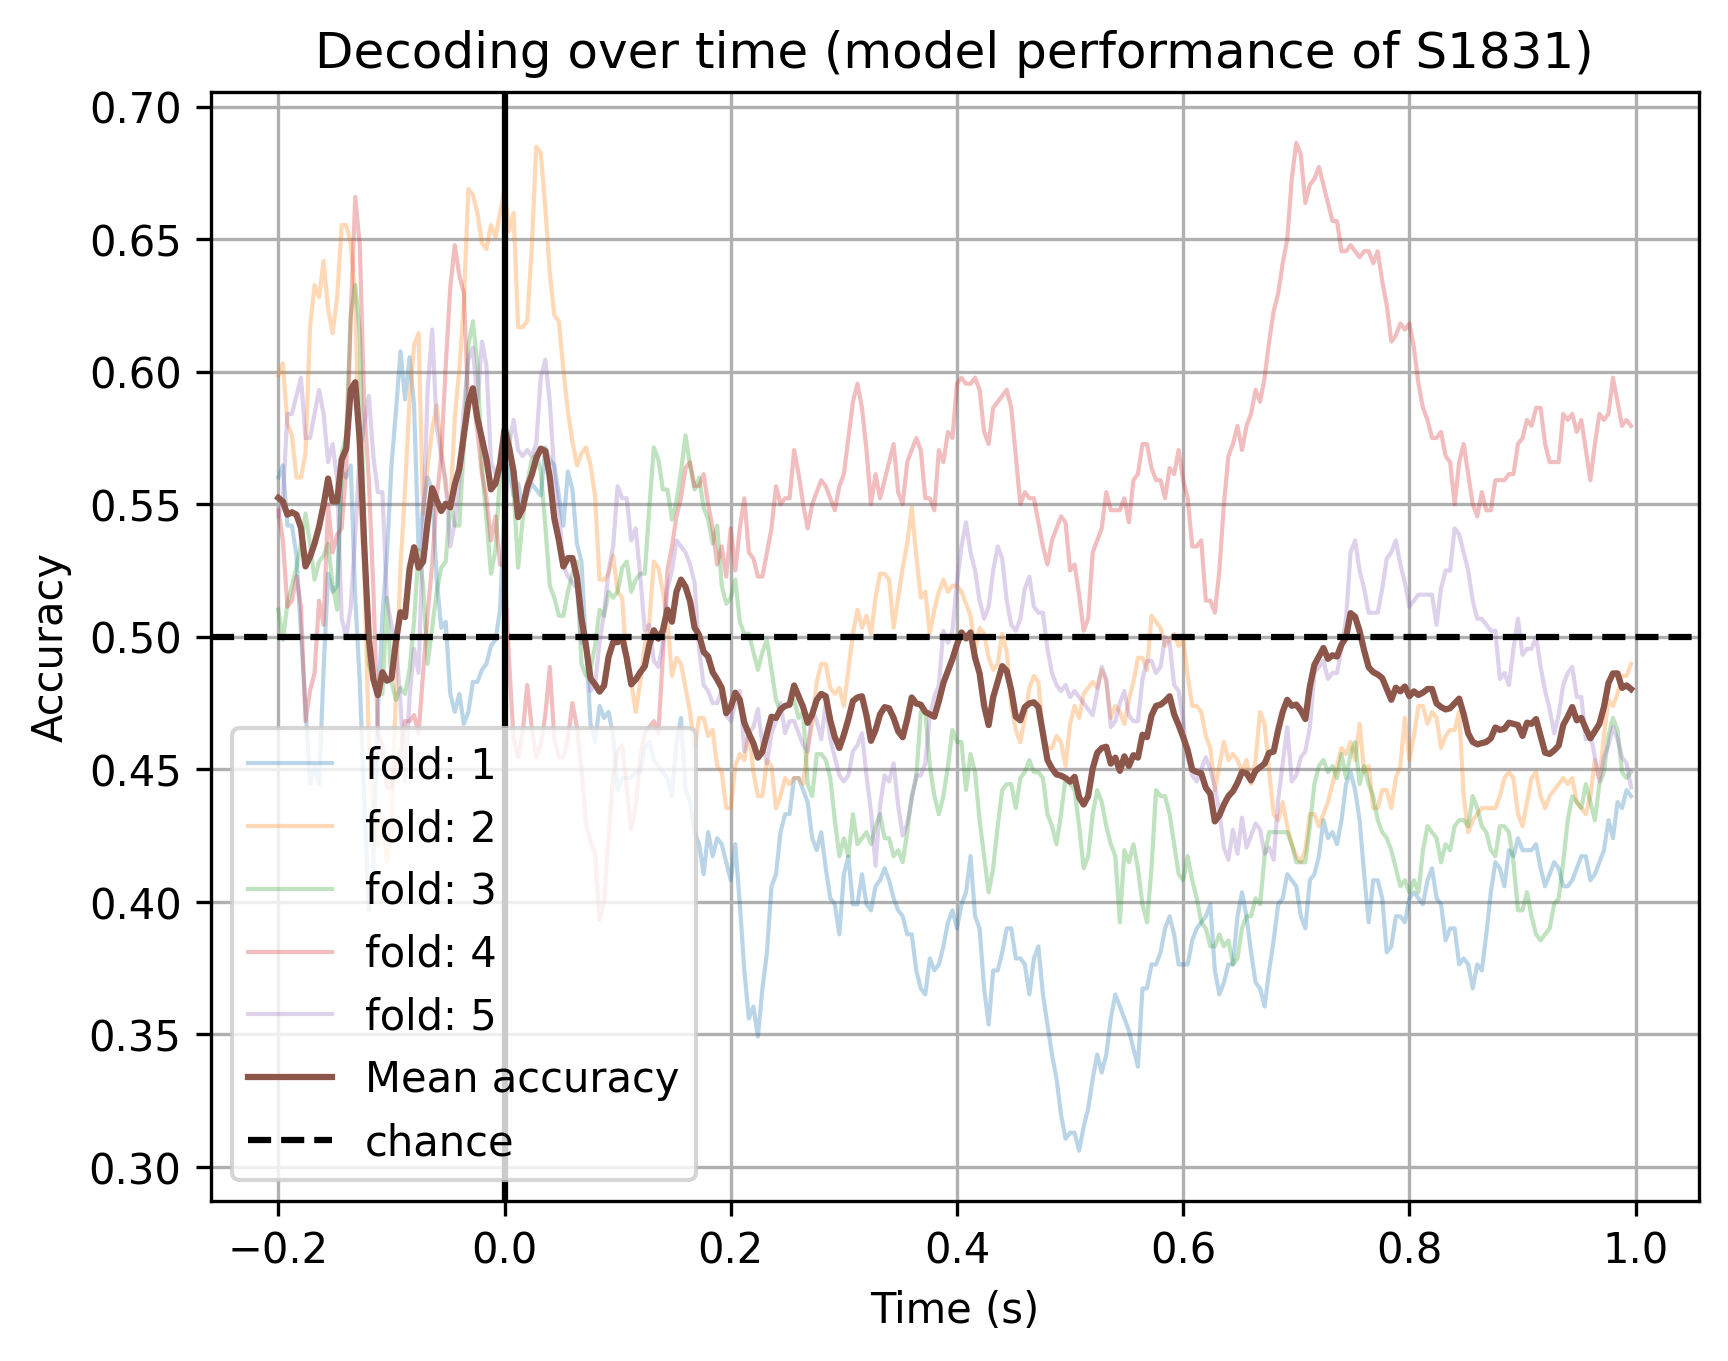 Decoding over time (model performance of S1831)
Accuracy
0.70
0.65
0.60
0.55
0.50
0.45
0.40
0.35
0.30
fold: 1
fold: 2
fold: 3
fold: 4
fold: 5
Mean accuracy
chance
−0.2 0.0 0.2 0.4 0.6 0.8 1.0
Time (s)